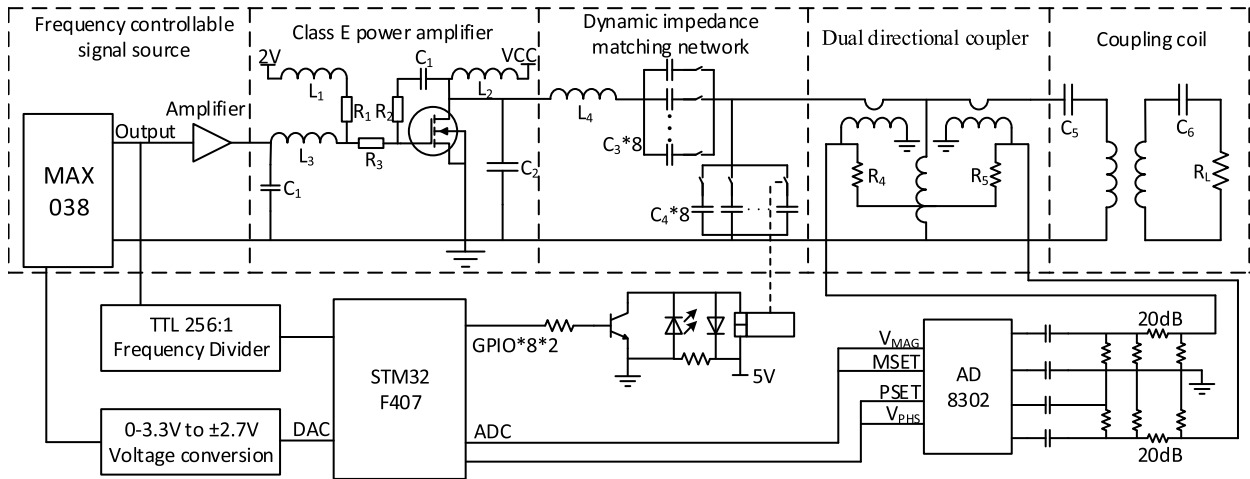 Frequency controllable
signal source
Class E power amplifier
Dynamic impedance
matching network
Dual directional coupler
Coupling coil
2V
C₁
VCC
L₁
L₂
R₁
R₂
Amplifier
Output
L₃
R₃
L₄
C₃*8
C₅
C₆
MAX
038
C₁
C₂
C₄*8
R₄
R₅
R_L
TTL 256:1
Frequency Divider
STM32
F407
GPIO*8*2
5V
V_MAG
MSET
PSET
V_PHS
AD
8302
20dB
20dB
0-3.3V to ±2.7V
Voltage conversion
DAC
ADC